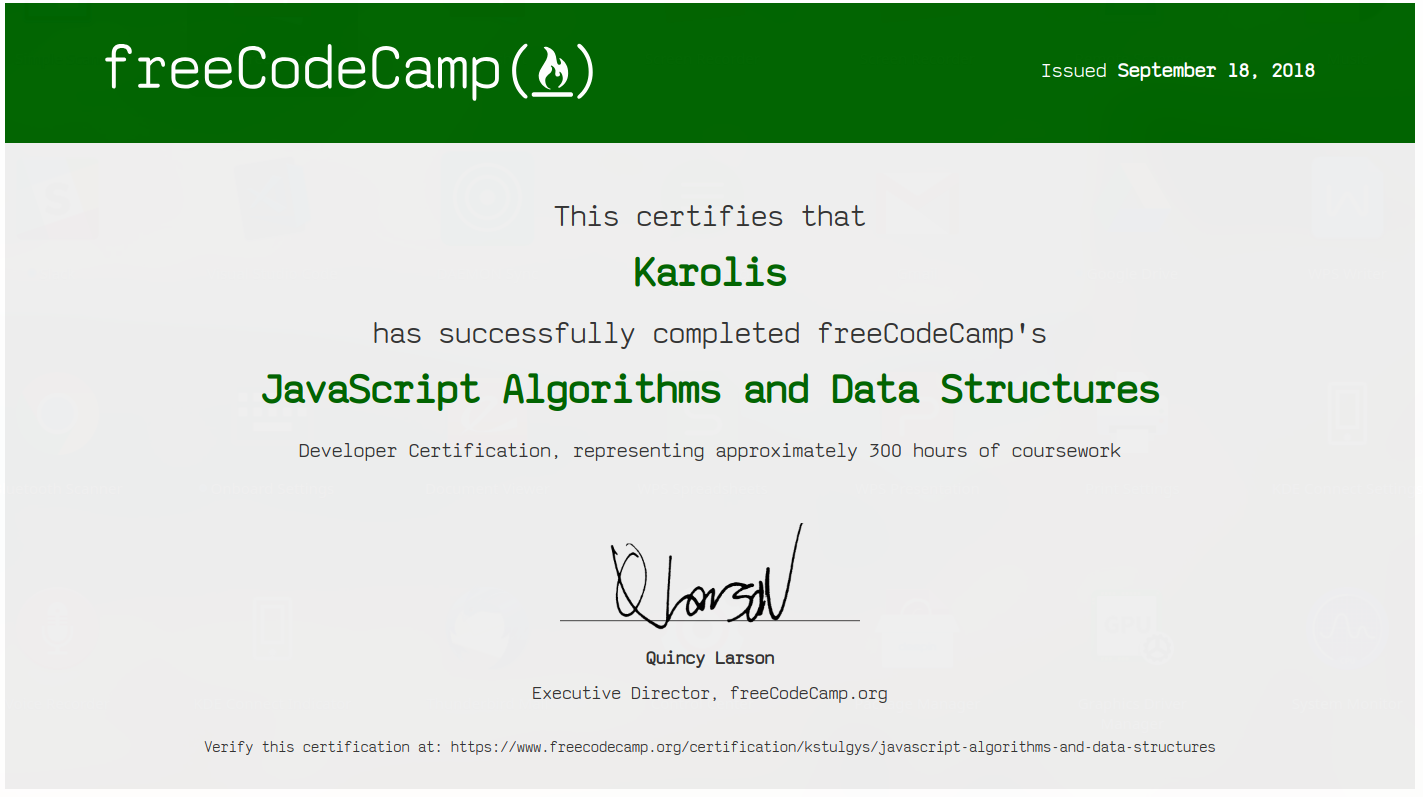 freeCodeCamp(🔥)
Issued September 18, 2018
This certifies that
Karolis
has successfully completed freeCodeCamp's
JavaScript Algorithms and Data Structures
Developer Certification, representing approximately 300 hours of coursework
Q Larson
Quincy Larson
Executive Director, freeCodeCamp.org
Verify this certification at: https://www.freecodecamp.org/certification/kstulgys/javascript-algorithms-and-data-structures